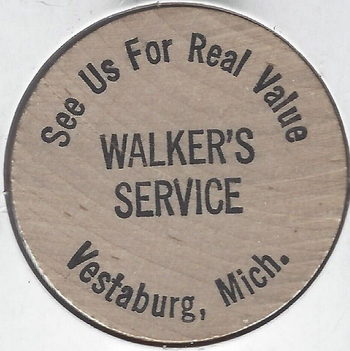 See Us For Real Value
WALKER'S
SERVICE
Vestaburg, Mich.